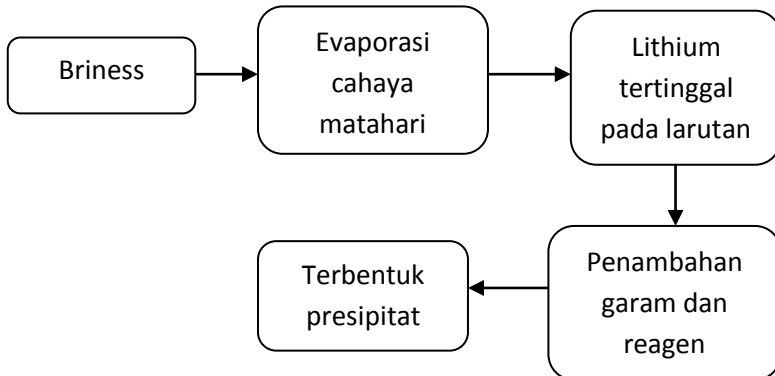 Briness
Evaporasi
cahaya
matahari
Lithium
tertinggal
pada larutan
Penambahan
garam dan
reagen
Terbentuk
presipitat